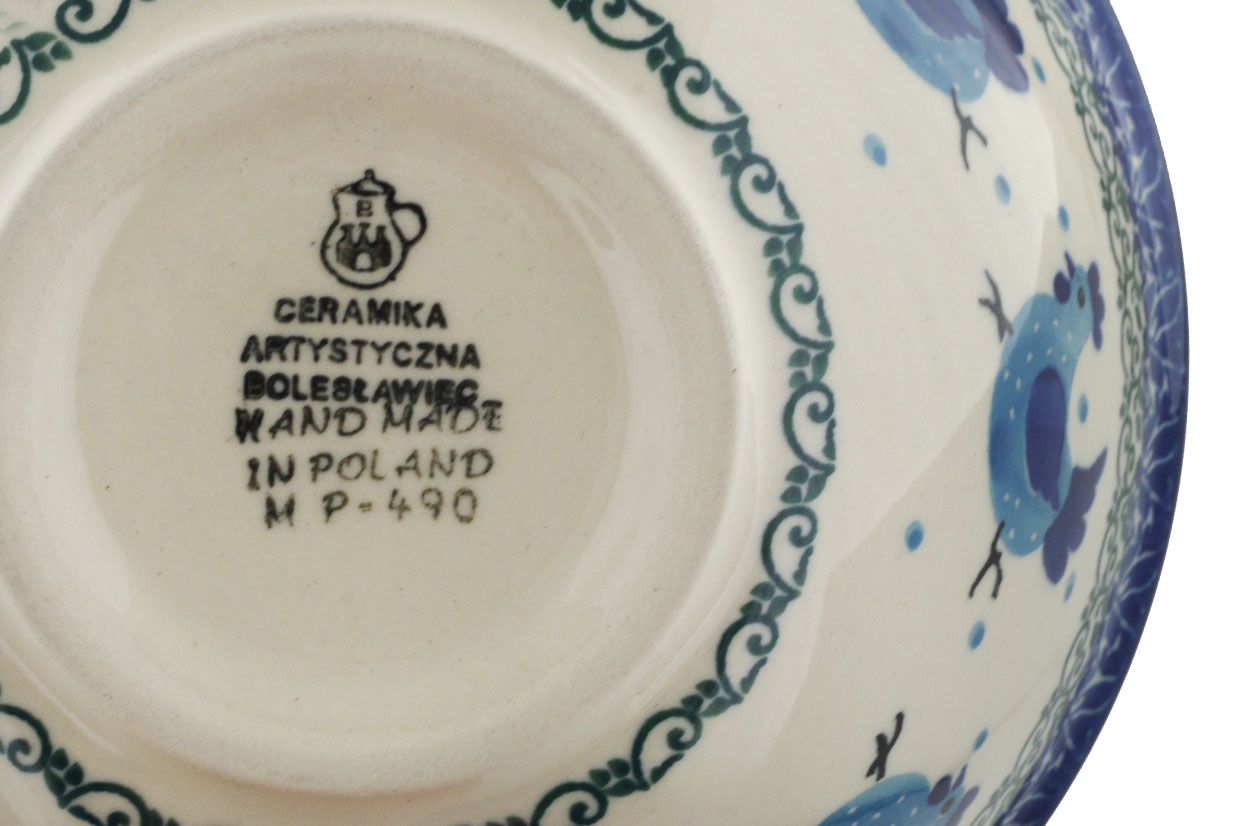 B
CERAMIKA
ARTYSTYCZNA
BOLESŁAWIEC
HAND MADE
IN POLAND
M P-490